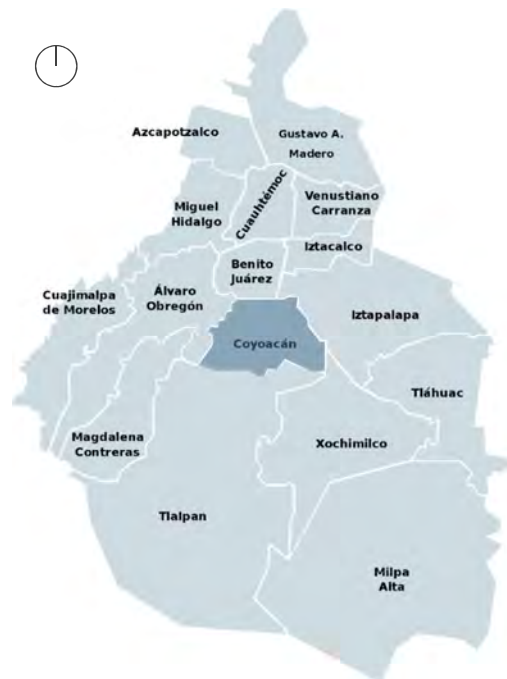 Azcapotzalco
Gustavo A.
Madero
Cuauhtémoc
Miguel
Hidalgo
Venustiano
Carranza
Iztacalco
Benito
Juárez
Cuajimalpa
de Morelos
Álvaro
Obregón
Iztapalapa
Coyoacán
Tláhuac
Magdalena
Contreras
Xochimilco
Tlalpan
Milpa
Alta